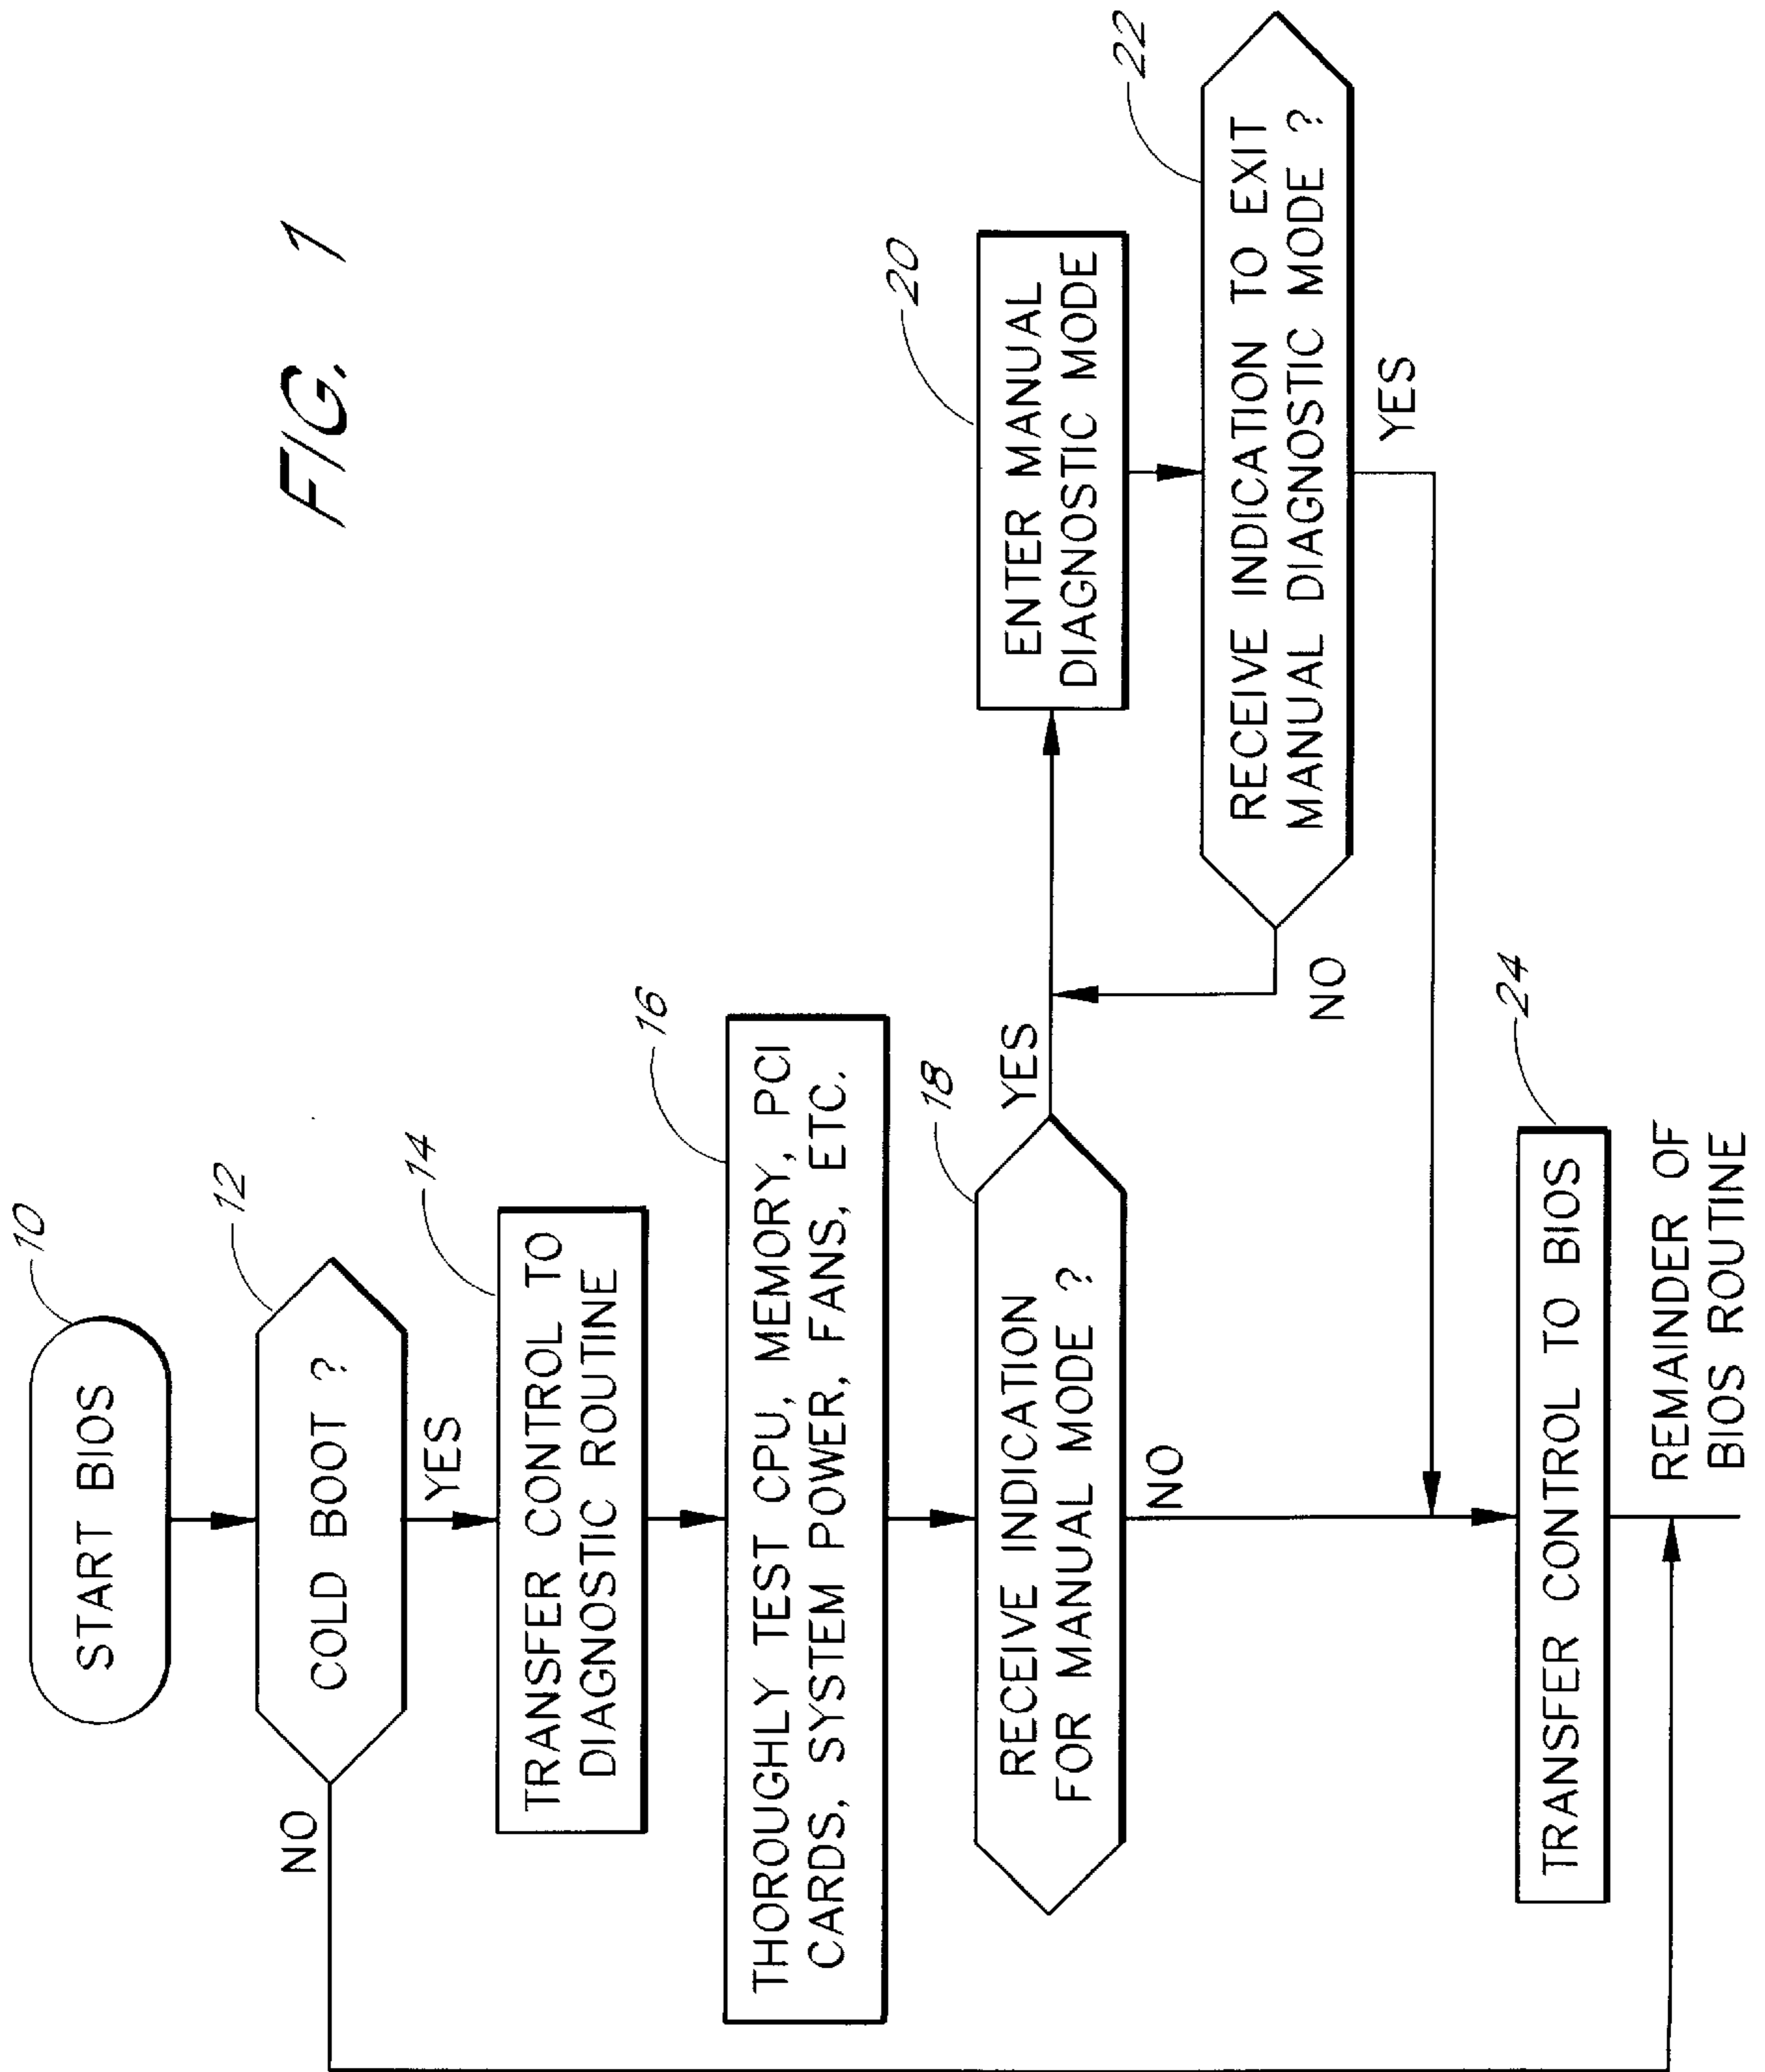 FIG. 1
10
START BIOS
12
COLD BOOT ?
NO
YES
14
TRANSFER CONTROL TO
DIAGNOSTIC ROUTINE
16
THOROUGHLY TEST CPU, MEMORY, PCI
CARDS, SYSTEM POWER, FANS, ETC.
18
RECEIVE INDICATION
FOR MANUAL MODE ?
YES
NO
20
ENTER MANUAL
DIAGNOSTIC MODE
22
RECEIVE INDICATION TO EXIT
MANUAL DIAGNOSTIC MODE ?
NO
YES
24
TRANSFER CONTROL TO BIOS
REMAINDER OF
BIOS ROUTINE